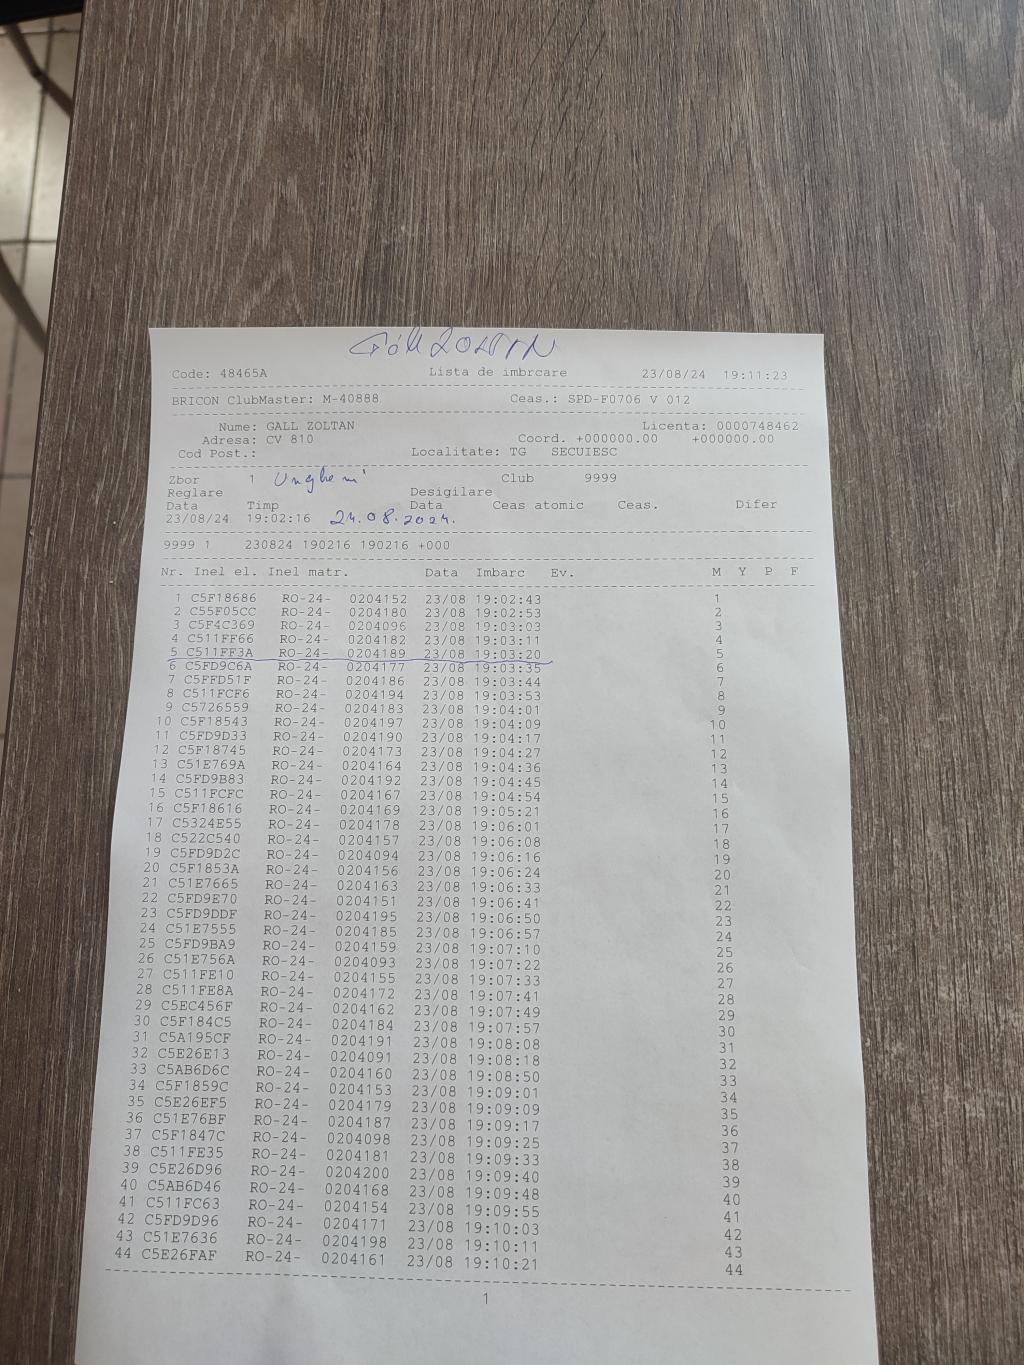 Gáll ZOLTÁN
Code: 48465A Lista de imbrcare 23/08/24 19:11:23
BRICON ClubMaster: M-40888 Ceas.: SPD-F0706 V 012
Nume: GALL ZOLTAN Licenta: 0000748462
Adresa: CV 810 Coord. +000000.00 +000000.00
Cod Post.: Localitate: TG SECUIESC
Zbor 1 Ungheni Club 9999
Reglare Desigilare
Data Timp Data Ceas atomic Ceas. Difer
23/08/24 19:02:16 24.08.2024.
9999 1 230824 190216 190216 +000
Nr. Inel el. Inel matr. Data Imbarc Ev. M Y P F
1 C5F18686 RO-24- 0204152 23/08 19:02:43 1
2 C55F05CC RO-24- 0204180 23/08 19:02:53 2
3 C5F4C369 RO-24- 0204096 23/08 19:03:03 3
4 C511FF66 RO-24- 0204182 23/08 19:03:11 4
5 C511FF3A RO-24- 0204189 23/08 19:03:20 5
6 C5FD9C6A RO-24- 0204177 23/08 19:03:35 6
7 C5FFD51F RO-24- 0204186 23/08 19:03:44 7
8 C511FCF6 RO-24- 0204194 23/08 19:03:53 8
9 C5726559 RO-24- 0204183 23/08 19:04:01 9
10 C5F18543 RO-24- 0204197 23/08 19:04:09 10
11 C5FD9D33 RO-24- 0204190 23/08 19:04:17 11
12 C5F18745 RO-24- 0204173 23/08 19:04:27 12
13 C51E769A RO-24- 0204164 23/08 19:04:36 13
14 C5FD9B83 RO-24- 0204192 23/08 19:04:45 14
15 C511FCFC RO-24- 0204167 23/08 19:04:54 15
16 C5F18616 RO-24- 0204169 23/08 19:05:21 16
17 C5324E55 RO-24- 0204178 23/08 19:06:01 17
18 C522C540 RO-24- 0204157 23/08 19:06:08 18
19 C5FD9D2C RO-24- 0204094 23/08 19:06:16 19
20 C5F1853A RO-24- 0204156 23/08 19:06:24 20
21 C51E7665 RO-24- 0204163 23/08 19:06:33 21
22 C5FD9E70 RO-24- 0204151 23/08 19:06:41 22
23 C5FD9DDF RO-24- 0204195 23/08 19:06:50 23
24 C51E7555 RO-24- 0204185 23/08 19:06:57 24
25 C5FD9BA9 RO-24- 0204159 23/08 19:07:10 25
26 C51E756A RO-24- 0204093 23/08 19:07:22 26
27 C511FE10 RO-24- 0204155 23/08 19:07:33 27
28 C511FE8A RO-24- 0204172 23/08 19:07:41 28
29 C5EC456F RO-24- 0204162 23/08 19:07:49 29
30 C5F184C5 RO-24- 0204184 23/08 19:07:57 30
31 C5A195CF RO-24- 0204191 23/08 19:08:08 31
32 C5E26E13 RO-24- 0204091 23/08 19:08:18 32
33 C5AB6D6C RO-24- 0204160 23/08 19:08:50 33
34 C5F1859C RO-24- 0204153 23/08 19:09:01 34
35 C5E26EF5 RO-24- 0204179 23/08 19:09:09 35
36 C51E76BF RO-24- 0204187 23/08 19:09:17 36
37 C5F1847C RO-24- 0204098 23/08 19:09:25 37
38 C511FE35 RO-24- 0204181 23/08 19:09:33 38
39 C5E26D96 RO-24- 0204200 23/08 19:09:40 39
40 C5AB6D46 RO-24- 0204168 23/08 19:09:48 40
41 C511FC63 RO-24- 0204154 23/08 19:09:55 41
42 C5FD9D96 RO-24- 0204171 23/08 19:10:03 42
43 C51E7636 RO-24- 0204198 23/08 19:10:11 43
44 C5E26FAF RO-24- 0204161 23/08 19:10:21 44
1